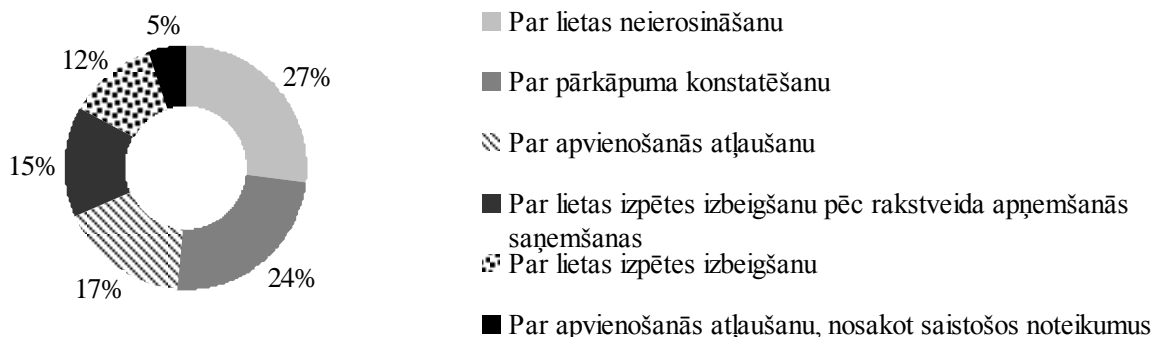 5%
12%
27%
15%
17%
24%
Par lietas neierosināšanu
Par pārkāpuma konstatēšanu
Par apvienošanās atļaušanu
Par lietas izpētes izbeigšanu pēc rakstveida apņemšanās
saņemšanas
Par lietas izpētes izbeigšanu
Par apvienošanās atļaušanu, nosakot saistošos noteikumus